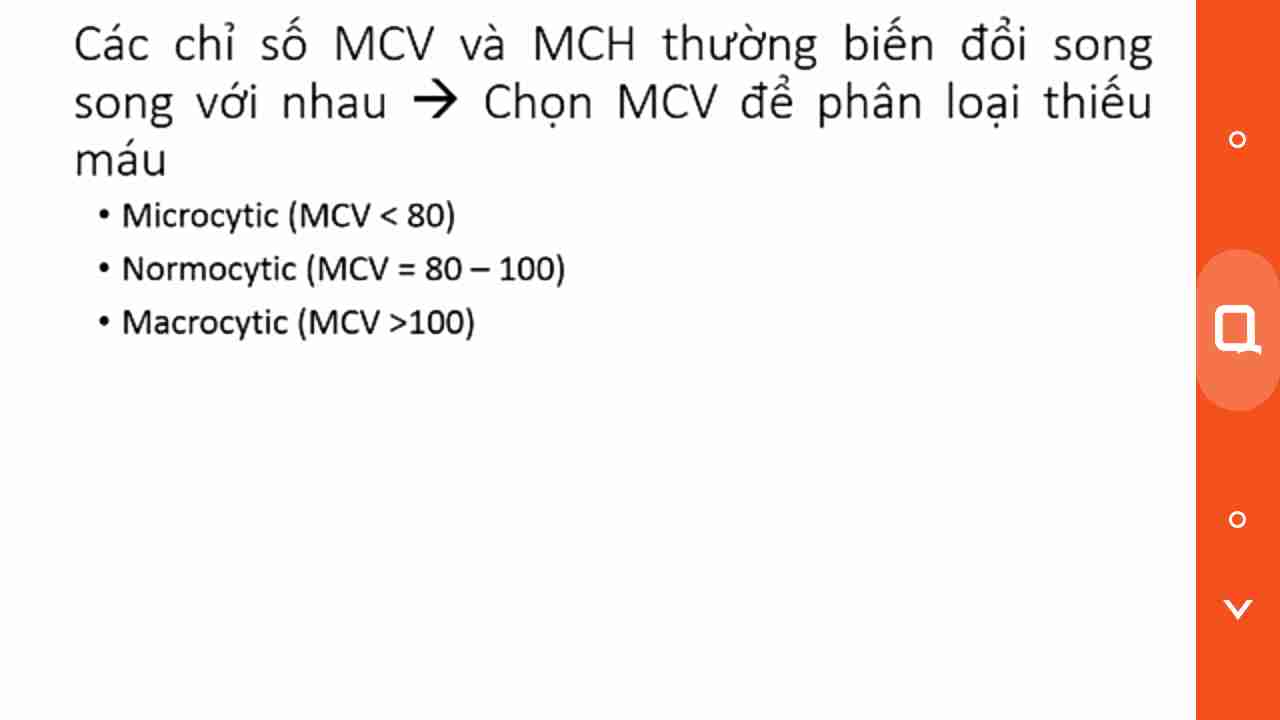 Các chỉ số MCV và MCH thường biến đổi song
song với nhau → Chọn MCV để phân loại thiếu
máu
• Microcytic (MCV < 80)
• Normocytic (MCV = 80 – 100)
• Macrocytic (MCV >100)